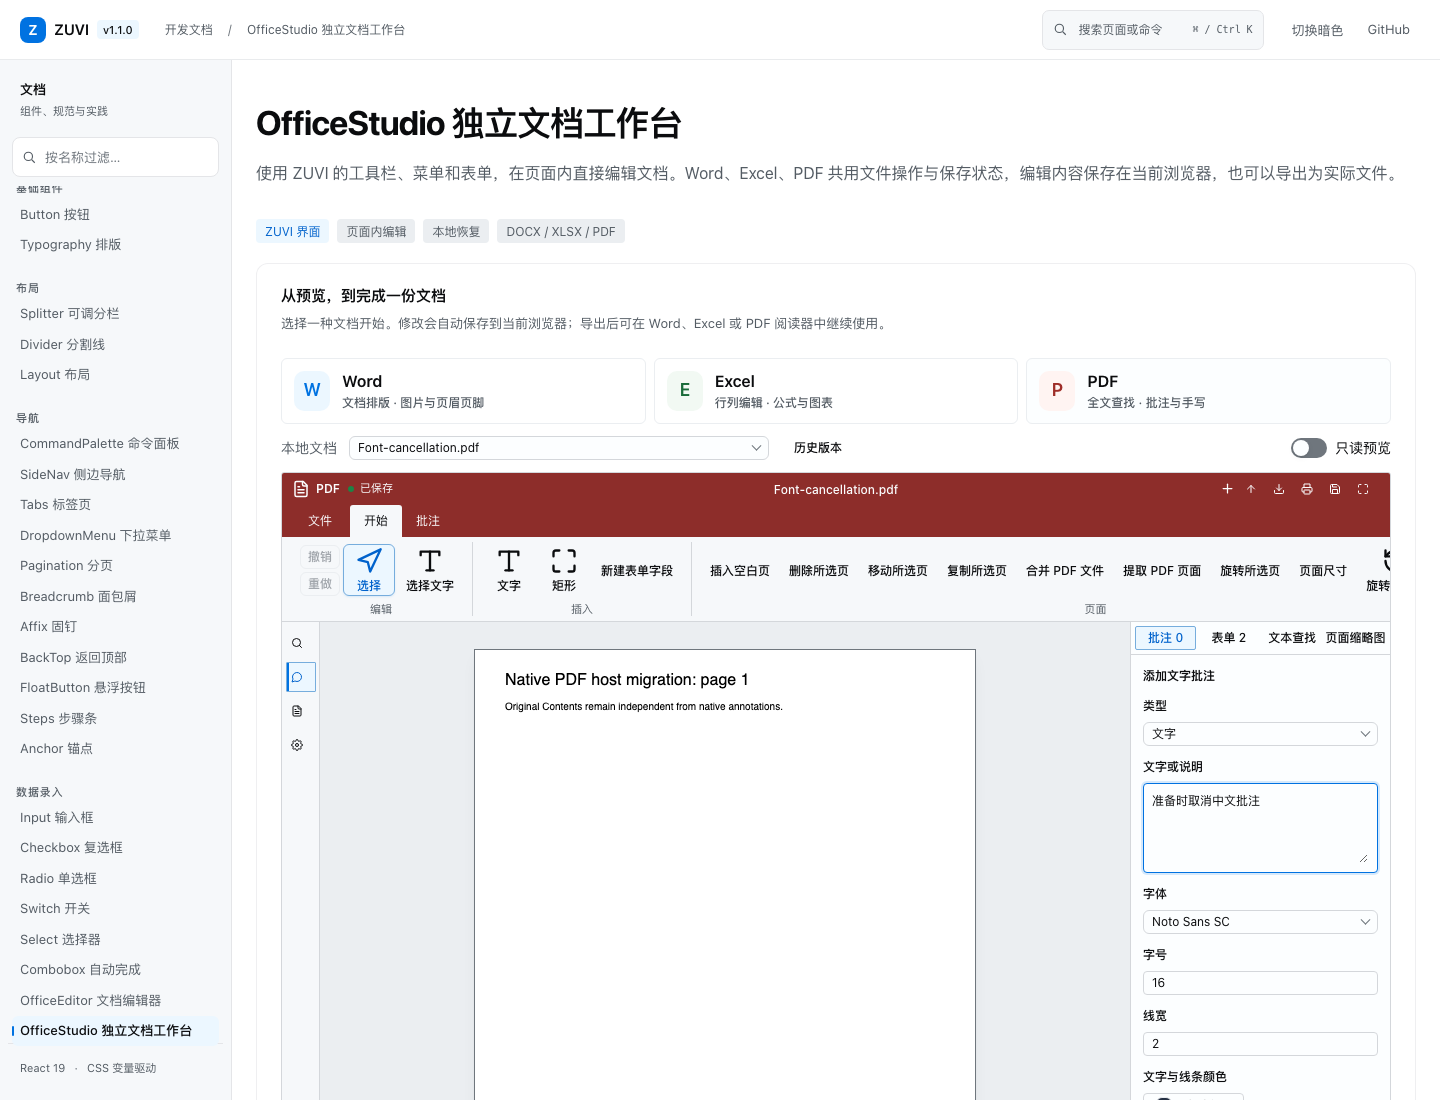 Z ZUVI v1.1.0 开发文档 / OfficeStudio 独立文档工作台 搜索页面或命令 ⌘ / Ctrl K 切换暗色 GitHub
文档
组件、规范与实践
按名称过滤...
基础组件
Button 按钮
Typography 排版
布局
Splitter 可调分栏
Divider 分割线
Layout 布局
导航
CommandPalette 命令面板
SideNav 侧边导航
Tabs 标签页
DropdownMenu 下拉菜单
Pagination 分页
Breadcrumb 面包屑
Affix 固钉
BackTop 返回顶部
FloatButton 悬浮按钮
Steps 步骤条
Anchor 锚点
数据录入
Input 输入框
Checkbox 复选框
Radio 单选框
Switch 开关
Select 选择器
Combobox 自动完成
OfficeEditor 文档编辑器
OfficeStudio 独立文档工作台
React 19 · CSS 变量驱动
OfficeStudio 独立文档工作台
使用 ZUVI 的工具栏、菜单和表单，在页面内直接编辑文档。Word、Excel、PDF 共用文件操作与保存状态，编辑内容保存在当前浏览器，也可以导出为实际文件。
ZUVI 界面 页面内编辑 本地恢复 DOCX / XLSX / PDF
从预览，到完成一份文档
选择一种文档开始。修改会自动保存到当前浏览器；导出后可在 Word、Excel 或 PDF 阅读器中继续使用。
W Word
文档排版 · 图片与页眉页脚
E Excel
行列编辑 · 公式与图表
P PDF
全文查找 · 批注与手写
本地文档 Font-cancellation.pdf 历史版本 只读预览
PDF 已保存 Font-cancellation.pdf
文件 开始 批注
撤销
重做
选择 选择文字
编辑
文字 矩形 新建表单字段
插入
插入空白页 删除所选页 移动所选页 复制所选页 合并 PDF 文件 提取 PDF 页面 旋转所选页 页面尺寸 旋转
页面
Native PDF host migration: page 1
Original Contents remain independent from native annotations.
批注 0 表单 2 文本查找 页面缩略图
添加文字批注
类型
文字
文字或说明
准备时取消中文批注
字体
Noto Sans SC
字号
16
线宽
2
文字与线条颜色